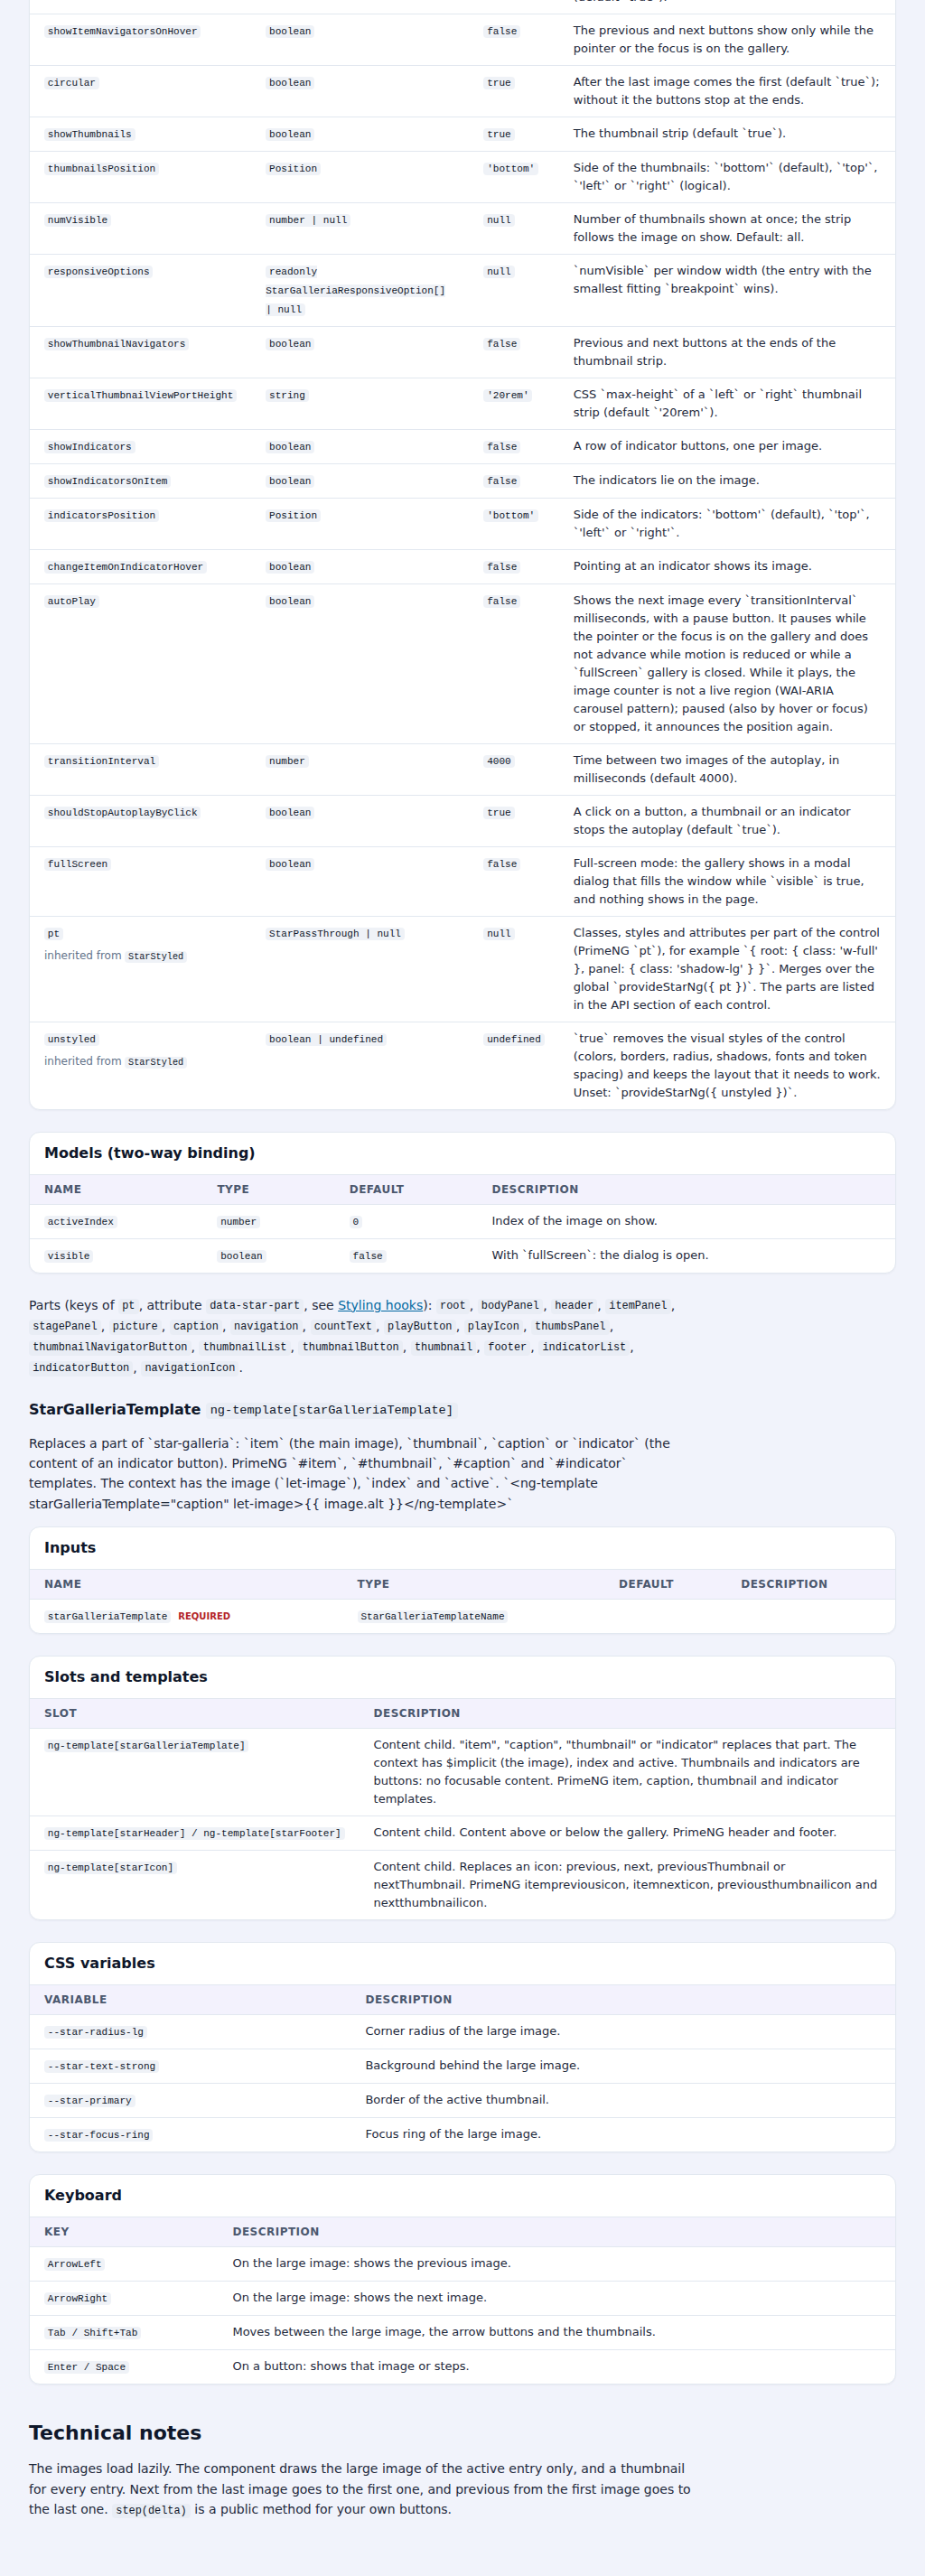 showItemNavigatorsOnHover boolean false The previous and next buttons show only while the
pointer or the focus is on the gallery.
circular boolean true After the last image comes the first (default `true`);
without it the buttons stop at the ends.
showThumbnails boolean true The thumbnail strip (default `true`).
thumbnailsPosition Position 'bottom' Side of the thumbnails: `'bottom'` (default), `'top'`,
`'left'` or `'right'` (logical).
numVisible number | null null Number of thumbnails shown at once; the strip
follows the image on show. Default: all.
responsiveOptions readonly null `numVisible` per window width (the entry with the
StarGalleriaResponsiveOption[] smallest fitting `breakpoint` wins).
| null
showThumbnailNavigators boolean false Previous and next buttons at the ends of the
thumbnail strip.
verticalThumbnailViewPortHeight string '20rem' CSS `max-height` of a `left` or `right` thumbnail
strip (default `'20rem'`).
showIndicators boolean false A row of indicator buttons, one per image.
showIndicatorsOnItem boolean false The indicators lie on the image.
indicatorsPosition Position 'bottom' Side of the indicators: `'bottom'` (default), `'top'`,
`'left'` or `'right'`.
changeItemOnIndicatorHover boolean false Pointing at an indicator shows its image.
autoPlay boolean false Shows the next image every `transitionInterval`
milliseconds, with a pause button. It pauses while
the pointer or the focus is on the gallery and does
not advance while motion is reduced or while a
`fullScreen` gallery is closed. While it plays, the
image counter is not a live region (WAI-ARIA
carousel pattern); paused (also by hover or focus)
or stopped, it announces the position again.
transitionInterval number 4000 Time between two images of the autoplay, in
milliseconds (default 4000).
shouldStopAutoplayByClick boolean true A click on a button, a thumbnail or an indicator
stops the autoplay (default `true`).
fullScreen boolean false Full-screen mode: the gallery shows in a modal
dialog that fills the window while `visible` is true,
and nothing shows in the page.
pt StarPassThrough | null null Classes, styles and attributes per part of the control
inherited from StarStyled (PrimeNG `pt`), for example `{ root: { class: 'w-full'
}, panel: { class: 'shadow-lg' } }`. Merges over the
global `provideStarNg({ pt })`. The parts are listed
in the API section of each control.
unstyled boolean | undefined undefined `true` removes the visual styles of the control
inherited from StarStyled (colors, borders, radius, shadows, fonts and token
spacing) and keeps the layout that it needs to work.
Unset: `provideStarNg({ unstyled })`.
Models (two-way binding)
NAME TYPE DEFAULT DESCRIPTION
activeIndex number 0 Index of the image on show.
visible boolean false With `fullScreen`: the dialog is open.
Parts (keys of pt, attribute data-star-part, see Styling hooks): root, bodyPanel, header, itemPanel,
stagePanel, picture, caption, navigation, countText, playButton, playIcon, thumbsPanel,
thumbnailNavigatorButton, thumbnailList, thumbnailButton, thumbnail, footer, indicatorList,
indicatorButton, navigationIcon.
StarGalleriaTemplate ng-template[starGalleriaTemplate]
Replaces a part of `star-galleria`: `item` (the main image), `thumbnail`, `caption` or `indicator` (the
content of an indicator button). PrimeNG `#item`, `#thumbnail`, `#caption` and `#indicator`
templates. The context has the image (`let-image`), `index` and `active`. `<ng-template
starGalleriaTemplate="caption" let-image>{{ image.alt }}</ng-template>`
Inputs
NAME TYPE DEFAULT DESCRIPTION
starGalleriaTemplate REQUIRED StarGalleriaTemplateName
Slots and templates
SLOT DESCRIPTION
ng-template[starGalleriaTemplate] Content child. "item", "caption", "thumbnail" or "indicator" replaces that part. The
context has $implicit (the image), index and active. Thumbnails and indicators are
buttons: no focusable content. PrimeNG item, caption, thumbnail and indicator
templates.
ng-template[starHeader] / ng-template[starFooter] Content child. Content above or below the gallery. PrimeNG header and footer.
ng-template[starIcon] Content child. Replaces an icon: previous, next, previousThumbnail or
nextThumbnail. PrimeNG itempreviousicon, itemnexticon, previousthumbnailicon and
nextthumbnailicon.
CSS variables
VARIABLE DESCRIPTION
--star-radius-lg Corner radius of the large image.
--star-text-strong Background behind the large image.
--star-primary Border of the active thumbnail.
--star-focus-ring Focus ring of the large image.
Keyboard
KEY DESCRIPTION
ArrowLeft On the large image: shows the previous image.
ArrowRight On the large image: shows the next image.
Tab / Shift+Tab Moves between the large image, the arrow buttons and the thumbnails.
Enter / Space On a button: shows that image or steps.
Technical notes
The images load lazily. The component draws the large image of the active entry only, and a thumbnail
for every entry. Next from the last image goes to the first one, and previous from the first image goes to
the last one. step(delta) is a public method for your own buttons.